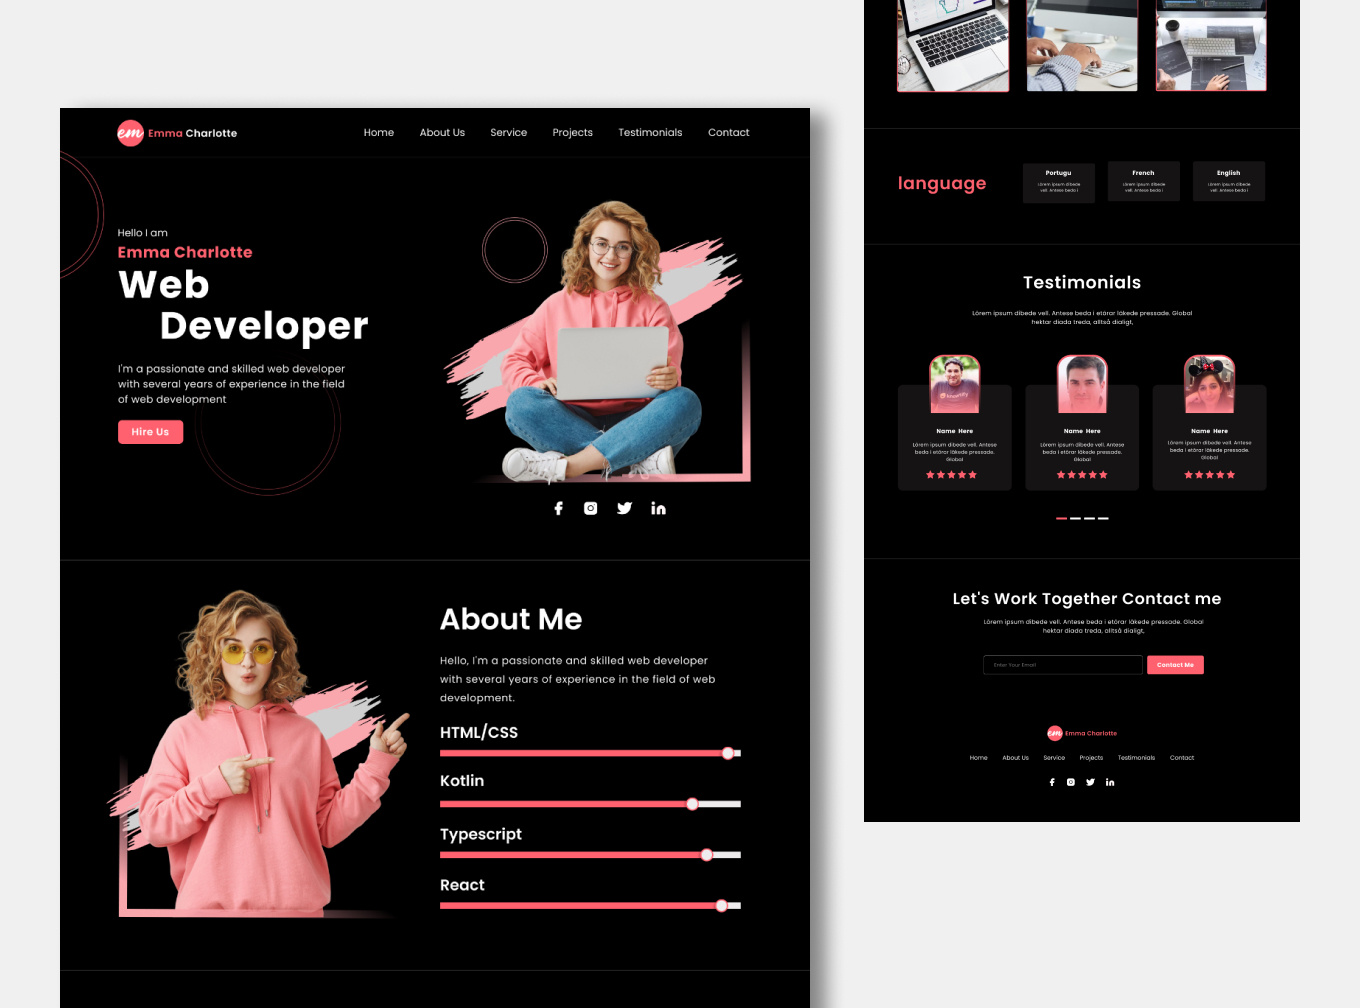 em Emma Charlotte
Home About Us Service Projects Testimonials Contact
Hello I am
Emma Charlotte
Web
Developer
I'm a passionate and skilled web developer
with several years of experience in the field
of web development
Hire Us
About Me
Hello, I'm a passionate and skilled web developer
with several years of experience in the field of web
development.
HTML/CSS
Kotlin
Typescript
React
language
Portugu
Lörem ipsum dibede
vell. Antese beda i
French
Lörem ipsum dibede
vell. Antese beda i
English
Lörem ipsum dibede
vell. Antese beda i
Testimonials
Lörem ipsum dibede vell. Antese beda i etörar läkede pressade. Global
hektar diada treda, alltså dialigt,
Name Here
Lörem ipsum dibede vell. Antese
beda i etörar läkede pressade.
Global
Name Here
Lörem ipsum dibede vell. Antese
beda i etörar läkede pressade.
Global
Name Here
Lörem ipsum dibede vell. Antese
beda i etörar läkede pressade.
Global
Let's Work Together Contact me
Lörem ipsum dibede vell. Antese beda i etörar läkede pressade. Global
hektar diada treda, alltså dialigt,
Enter Your Email
Contact Me
em Emma Charlotte
Home About Us Service Projects Testimonials Contact